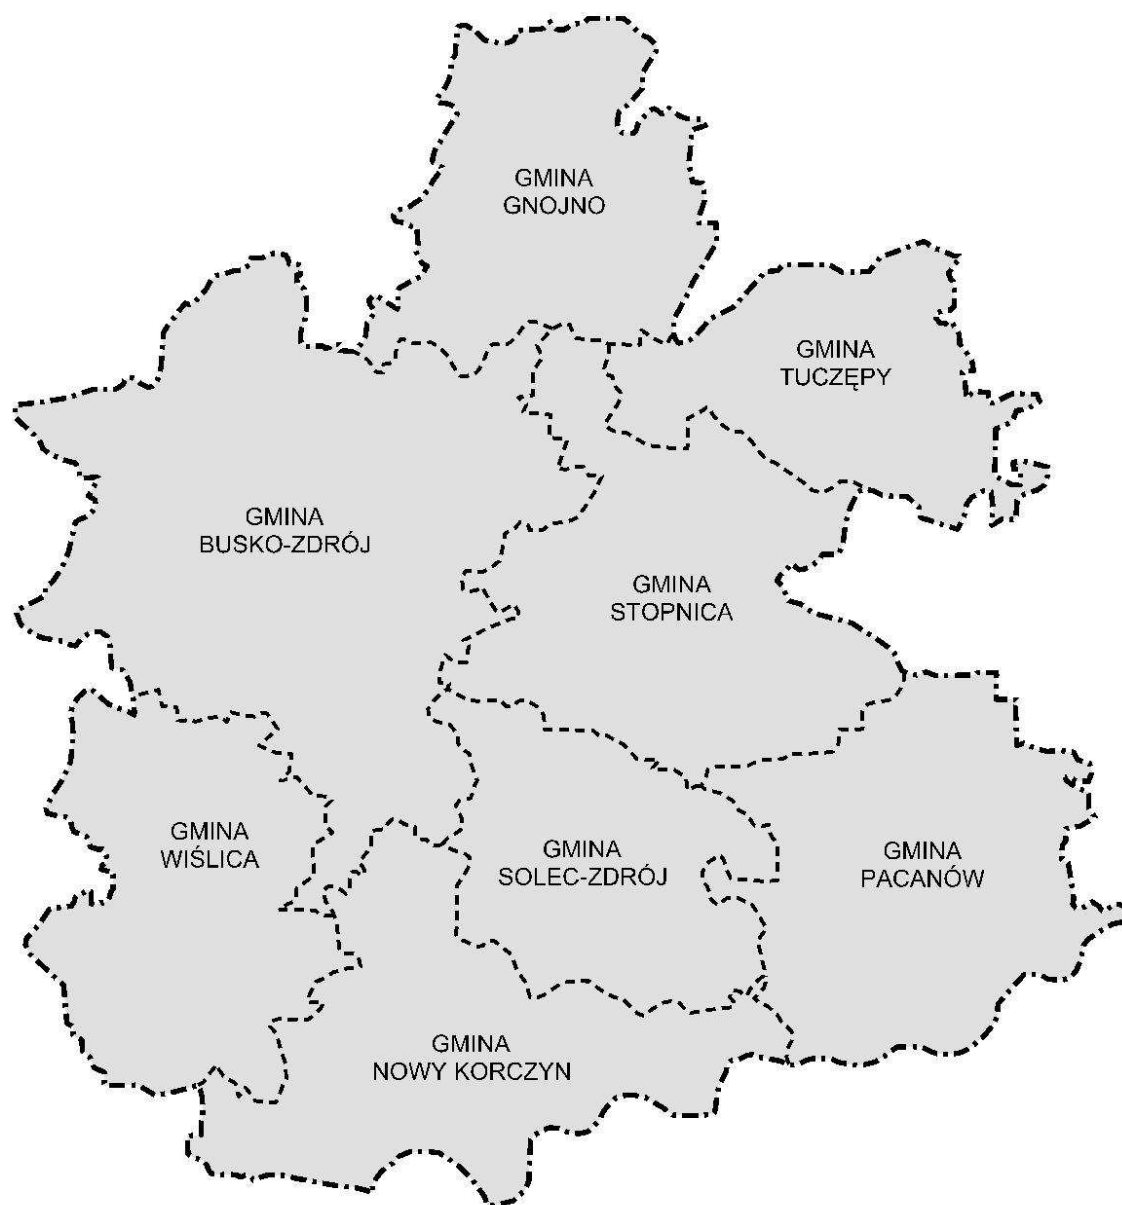 GMINA
GNOJNO
GMINA
TUCZĘPY
GMINA
BUSKO-ZDRÓJ
GMINA
STOPNICA
GMINA
WIŚLICA
GMINA
SOLEC-ZDRÓJ
GMINA
PACANÓW
GMINA
NOWY KORCZYN